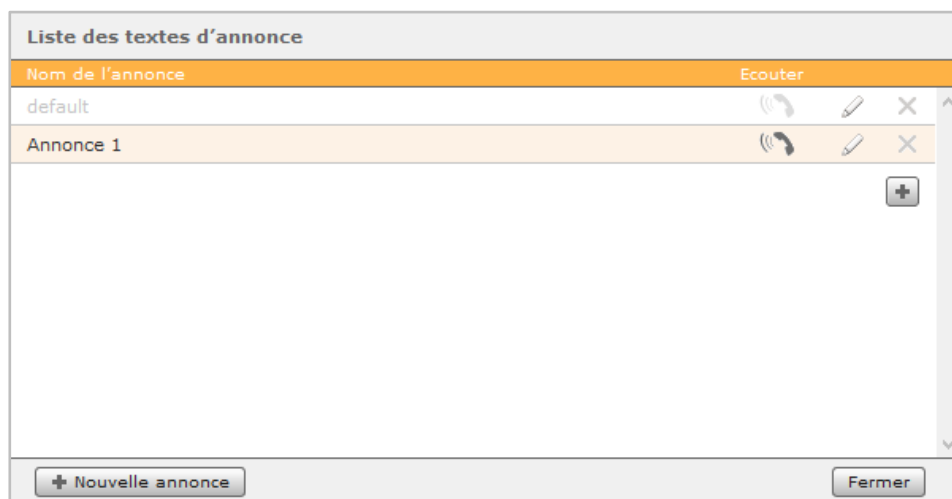 Liste des textes d'annonce
Nom de l'annonce Ecouter
default
Annonce 1
Nouvelle annonce Fermer